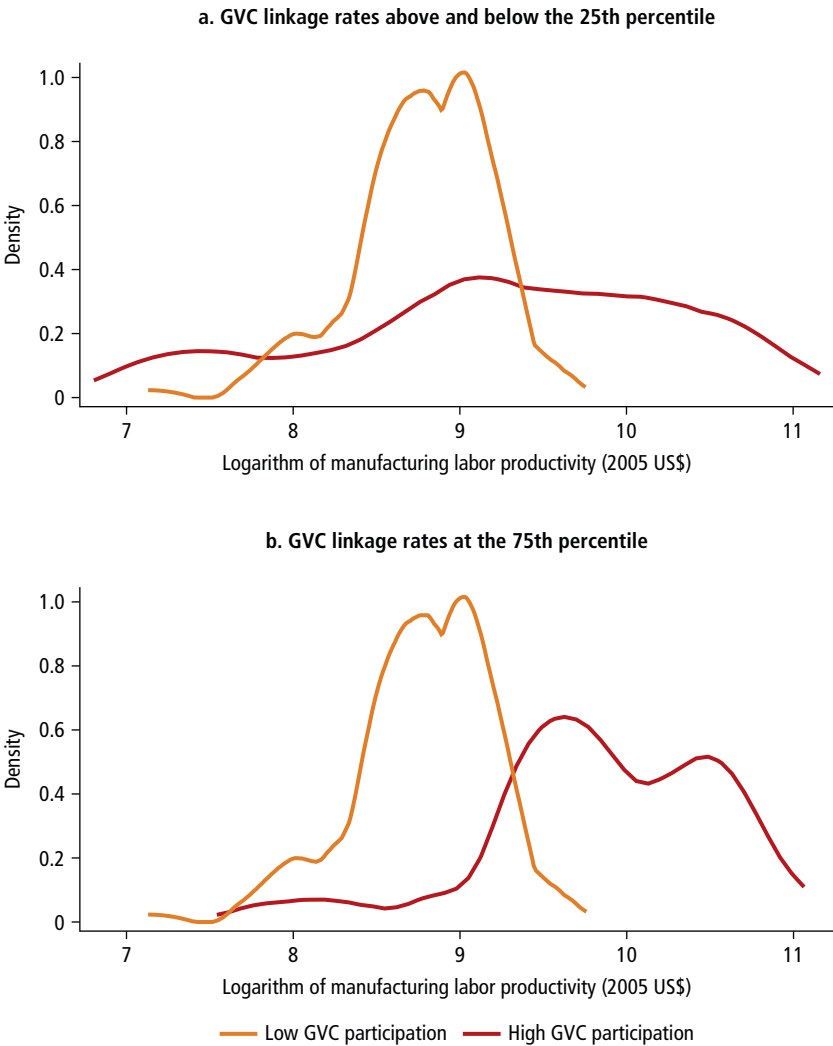 a. GVC linkage rates above and below the 25th percentile
1.0
0.8
0.6
0.4
0.2
0
Density
7 8 9 10 11
Logarithm of manufacturing labor productivity (2005 US$)
b. GVC linkage rates at the 75th percentile
1.0
0.8
0.6
0.4
0.2
0
Density
7 8 9 10 11
Logarithm of manufacturing labor productivity (2005 US$)
Low GVC participation High GVC participation